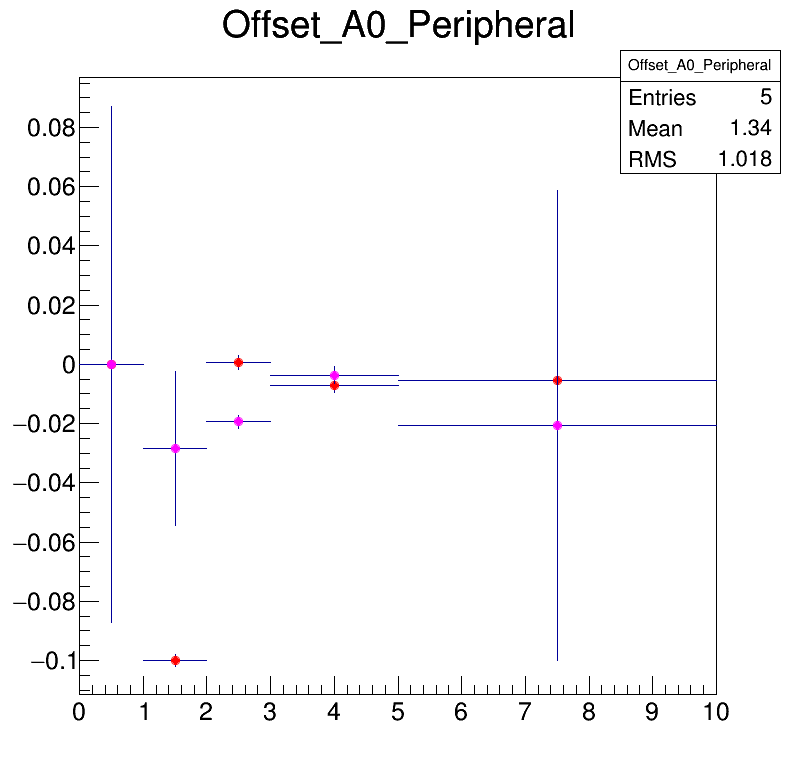 Offset_A0_Peripheral
Offset_A0_Peripheral
Entries 5
Mean 1.34
RMS 1.018
0.08
0.06
0.04
0.02
0
−0.02
−0.04
−0.06
−0.08
−0.1
0 1 2 3 4 5 6 7 8 9 10